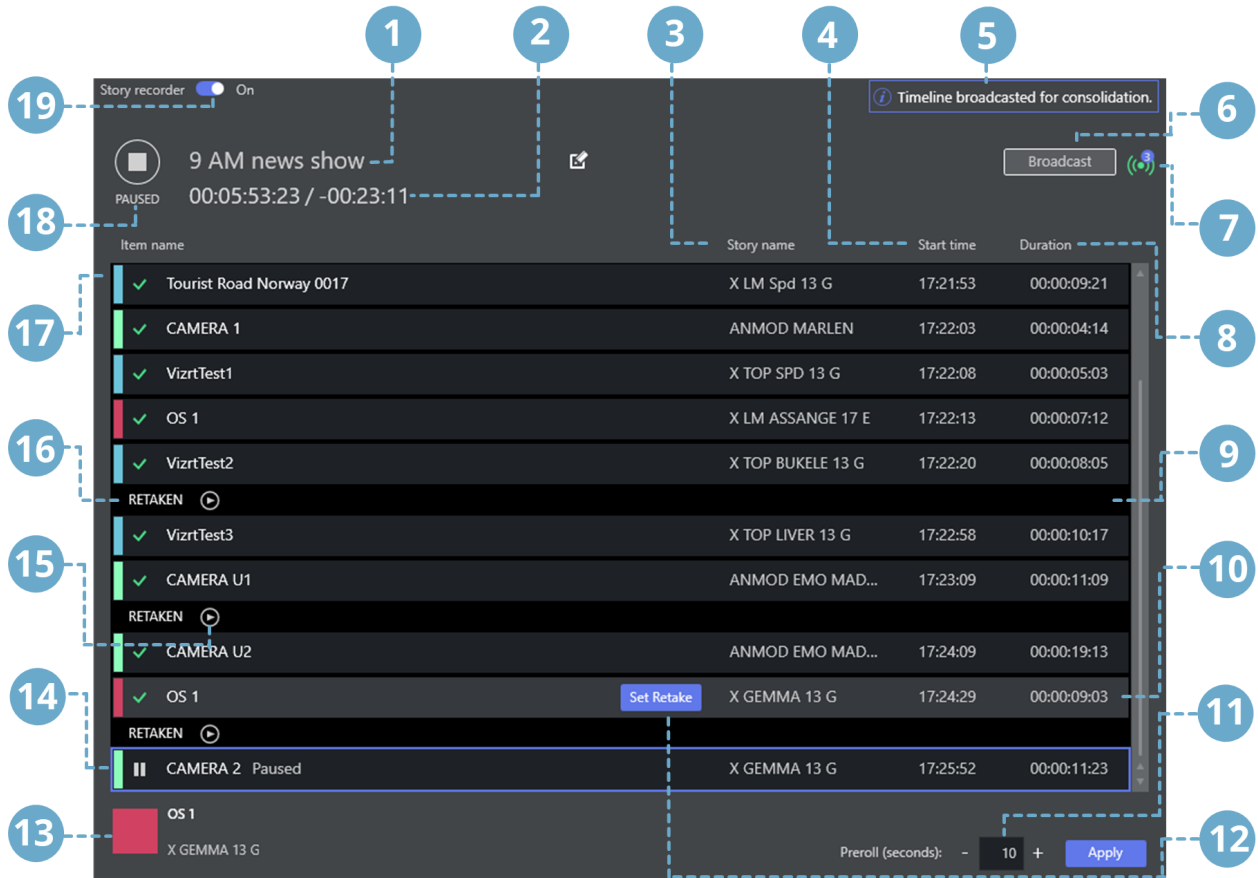 1 2 3 4 5
Story recorder On
Timeline broadcasted for consolidation.
19
6
9 AM news show
Broadcast
3
PAUSED
00:05:53:23 / -00:23:11
18
7
Item name Story name Start time Duration
Tourist Road Norway 0017 X LM Spd 13 G 17:21:53 00:00:09:21
17
CAMERA 1 ANMOD MARLEN 17:22:03 00:00:04:14
8
VizrtTest1 X TOP SPD 13 G 17:22:08 00:00:05:03
OS 1 X LM ASSANGE 17 E 17:22:13 00:00:07:12
16
VizrtTest2 X TOP BUKELE 13 G 17:22:20 00:00:08:05
9
RETAKEN
VizrtTest3 X TOP LIVER 13 G 17:22:58 00:00:10:17
15
CAMERA U1 ANMOD EMO MAD... 17:23:09 00:00:11:09
10
RETAKEN
CAMERA U2 ANMOD EMO MAD... 17:24:09 00:00:19:13
14
OS 1 Set Retake X GEMMA 13 G 17:24:29 00:00:09:03
11
RETAKEN
CAMERA 2 Paused X GEMMA 13 G 17:25:52 00:00:11:23
OS 1
13
X GEMMA 13 G
Preroll (seconds): - 10 + Apply
12